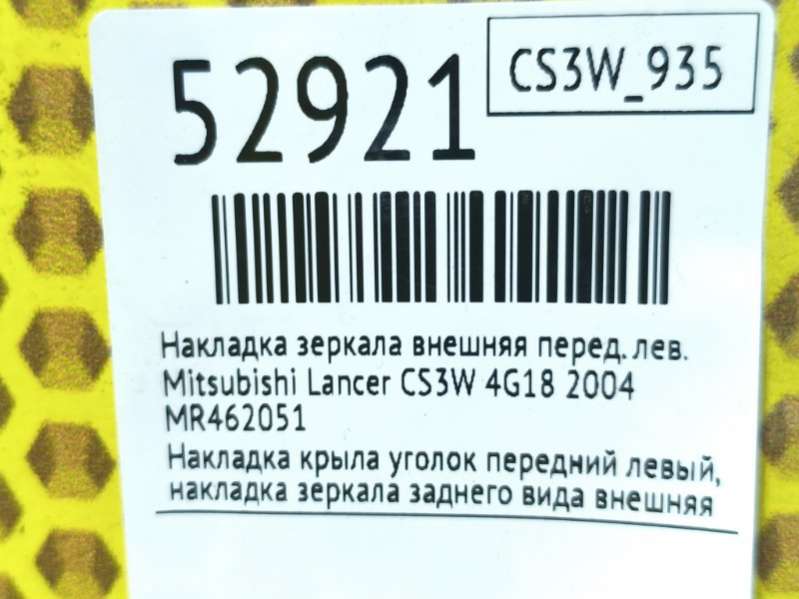 52921
CS3W_935
Накладка зеркала внешняя перед. лев.
Mitsubishi Lancer CS3W 4G18 2004
MR462051
Накладка крыла уголок передний левый,
накладка зеркала заднего вида внешняя